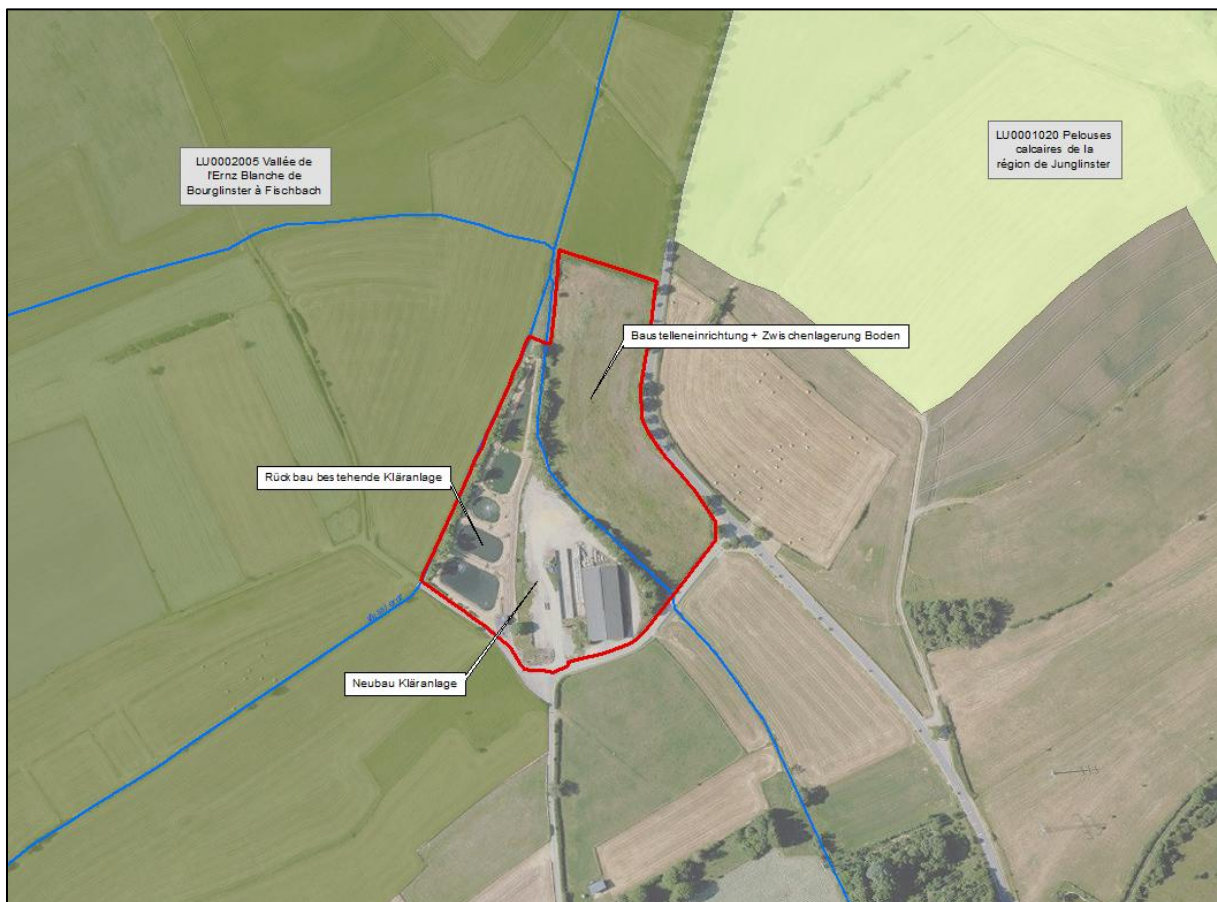 LU0002005 Vallée de
l'Ernz Blanche de
Bourglinster à Fischbach
LU0001020 Pelouses
calcaires de la
région de Junglinster
Baustelleneinrichtung + Zwischenlagerung Boden
Rückbau bestehende Kläranlage
Neubau Kläranlage